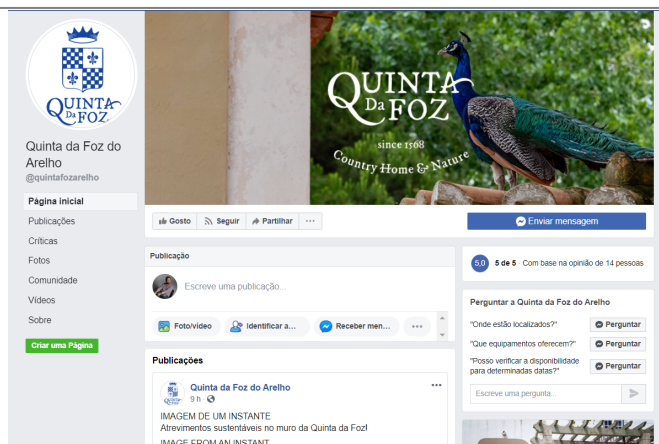 QUINTA
DA FOZ
Quinta da Foz do
Arelho
@quintafozarelho
Página inicial
Publicações
Críticas
Fotos
Comunidade
Vídeos
Sobre
Criar uma Página
QUINTA
DA FOZ
since 1568
Country Home & Nature
Gosto
Seguir
Partilhar
Enviar mensagem
Publicação
Escreve uma publicação...
Foto/vídeo
Identificar a...
Receber men...
Publicações
Quinta da Foz do Arelho
9 h
IMAGEM DE UM INSTANTE
Atrevimentos sustentáveis no muro da Quinta da Foz!
IMAGE FROM AN INSTANT
5,0
5 de 5 · Com base na opinião de 14 pessoas
Perguntar a Quinta da Foz do Arelho
"Onde estão localizados?"
Perguntar
"Que equipamentos oferecem?"
Perguntar
"Posso verificar a disponibilidade
para determinadas datas?"
Perguntar
Escreve uma pergunta...